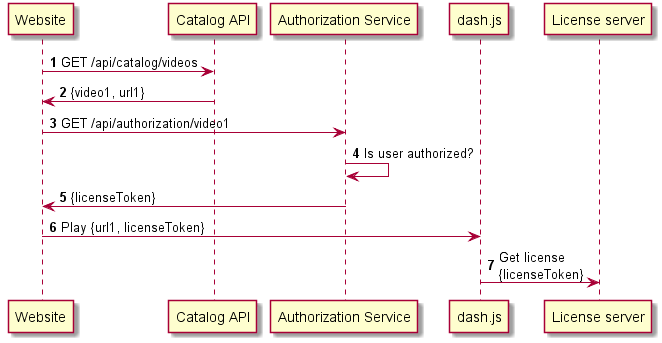 Website Catalog API Authorization Service dash.js License server
1 GET /api/catalog/videos
2 {video1, url1}
3 GET /api/authorization/video1
4 Is user authorized?
5 {licenseToken}
6 Play {url1, licenseToken}
7 Get license
{licenseToken}
Website Catalog API Authorization Service dash.js License server